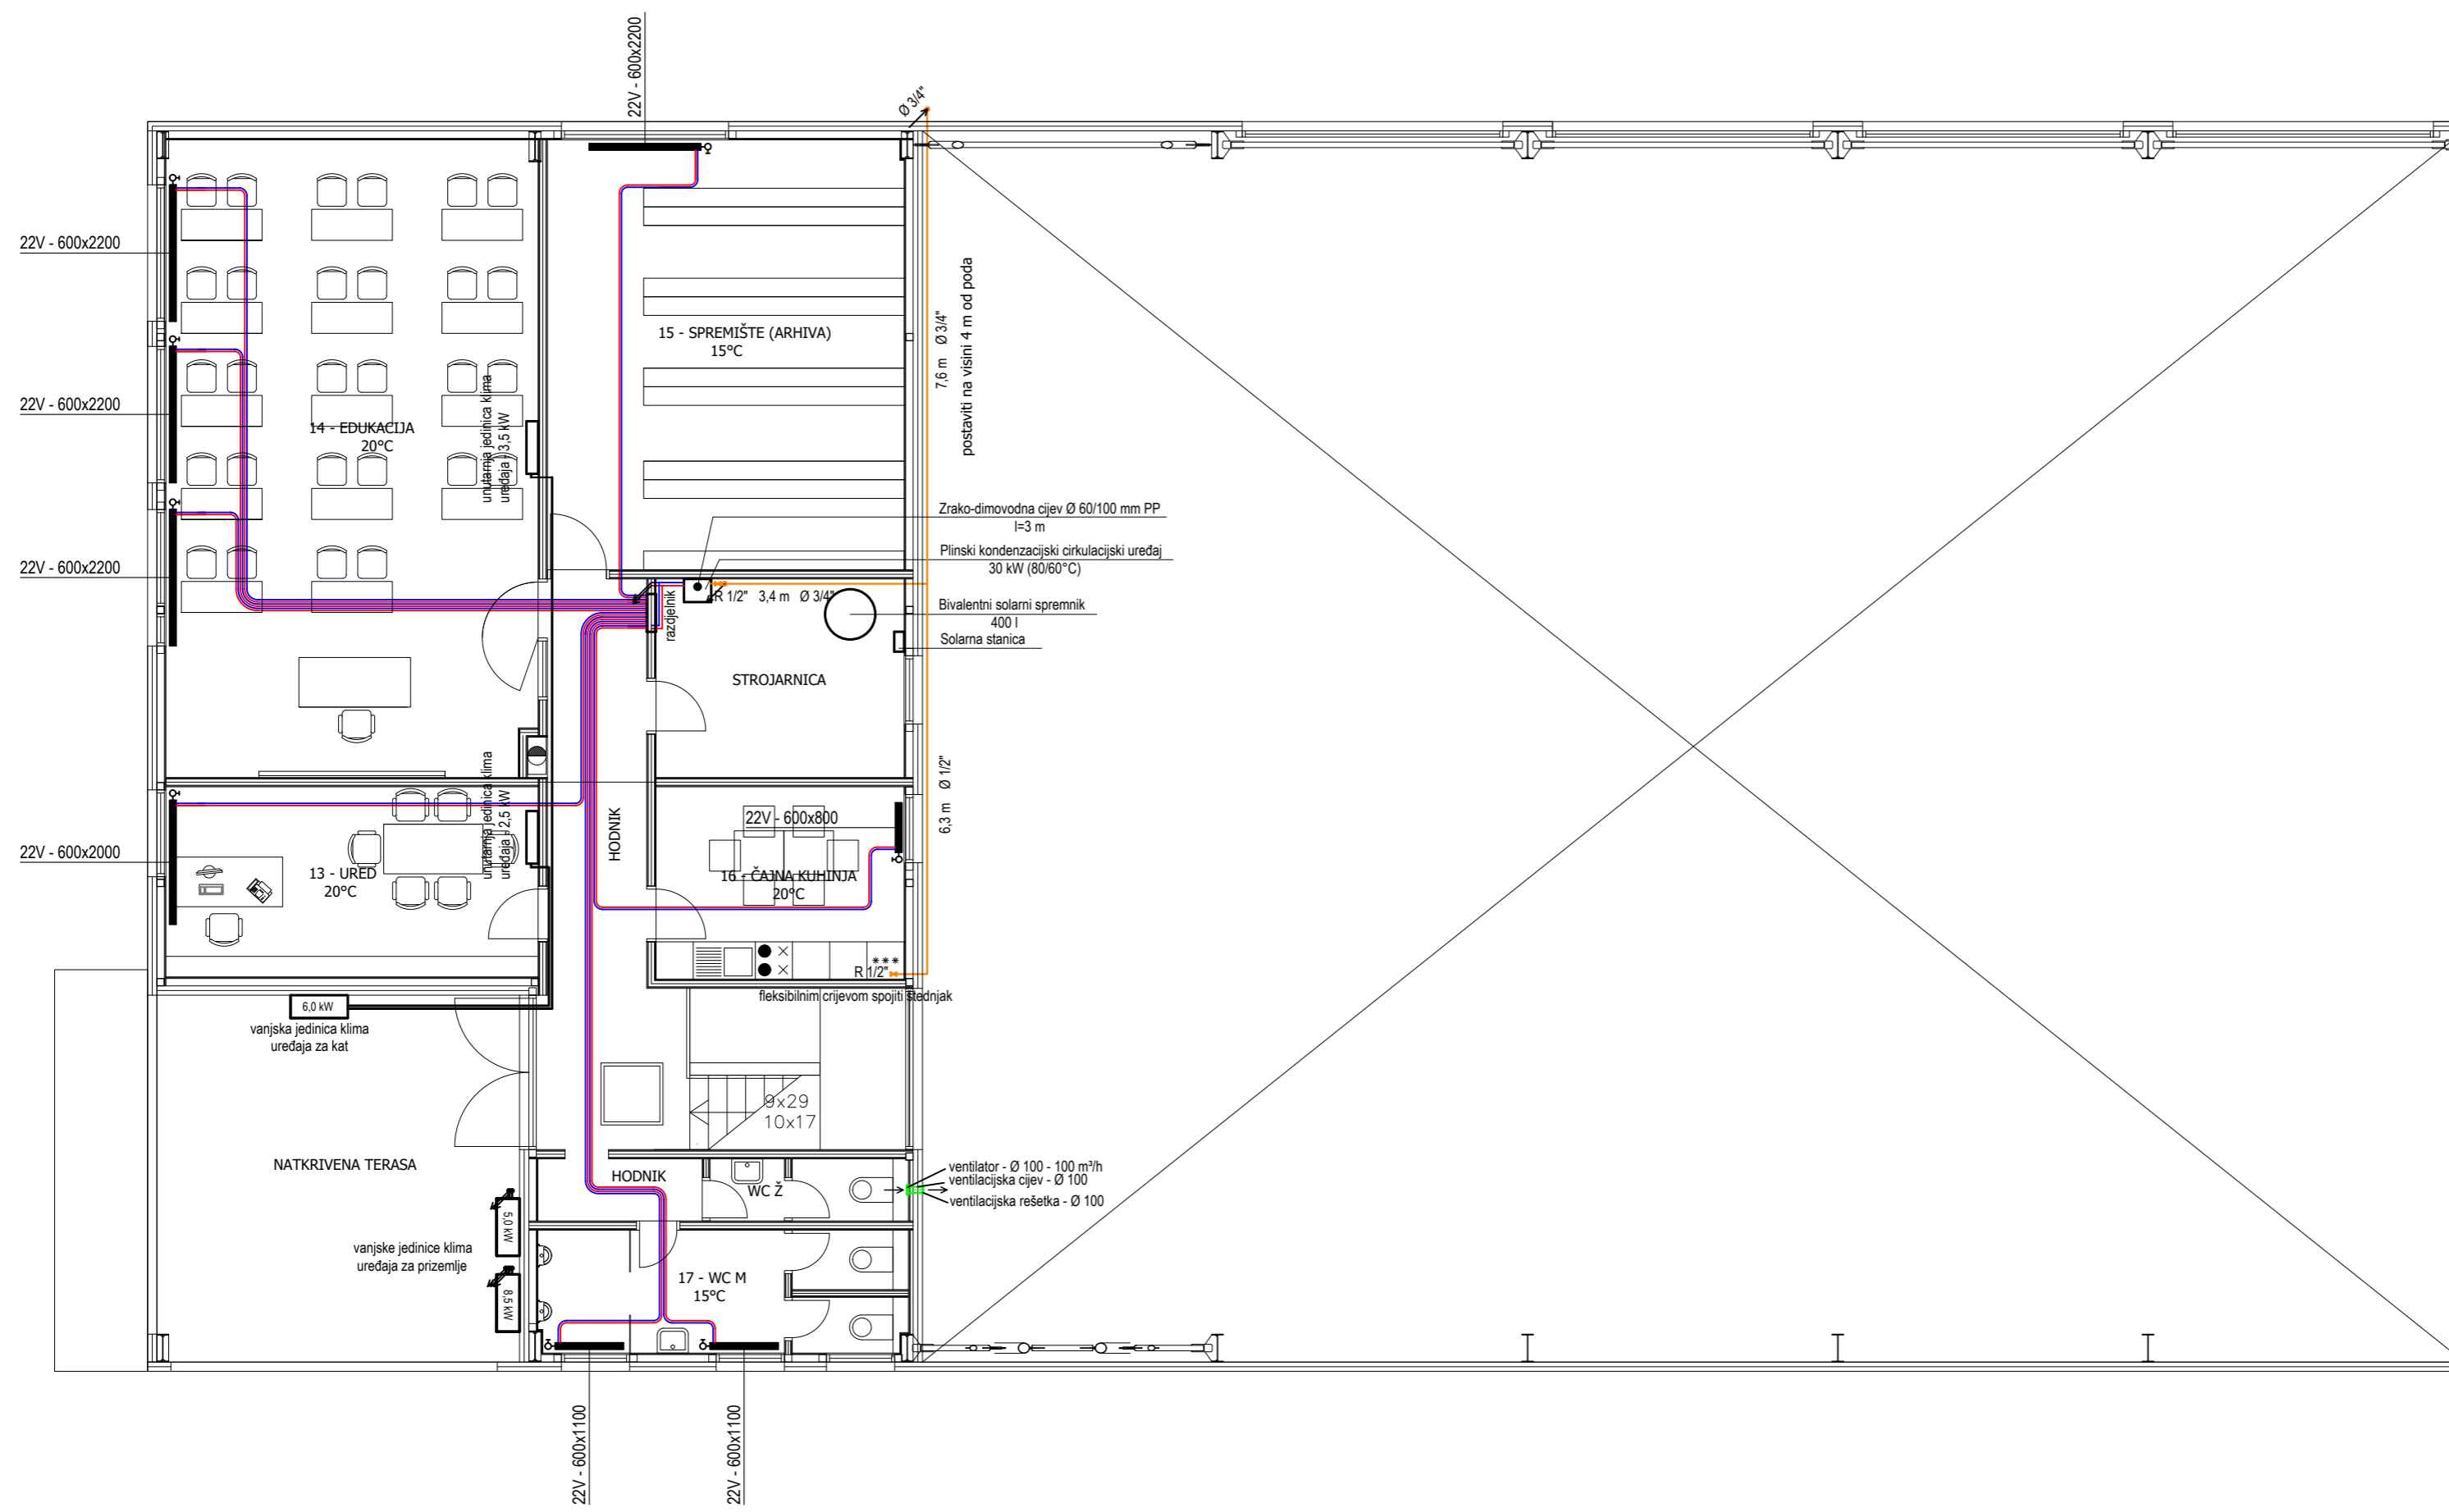 22V - 600x2200
Ø 3/4"
22V - 600x2200
22V - 600x2200
22V - 600x2200
14 - EDUKACIJA
20°C
unutarnja jedinica klima
uređaja - 3,5 kW
15 - SPREMIŠTE (ARHIVA)
15°C
7,6 m Ø 3/4"
postaviti na visini 4 m od poda
Zrako-dimovodna cijev Ø 60/100 mm PP
l=3 m
Plinski kondenzacijski cirkulacijski uređaj
30 kW (80/60°C)
R 1/2" 3,4 m Ø 3/4"
razdjelnik
Bivalentni solarni spremnik
400 l
Solarna stanica
STROJARNICA
6,3 m Ø 1/2"
HODNIK
22V - 600x800
16 - ČAJNA KUHINJA
20°C
***
R 1/2"
fleksibilnim crijevom spojiti štednjak
unutarnja jedinica klima
uređaja - 2,5 kW
22V - 600x2000
13 - URED
20°C
6,0 kW
vanjska jedinica klima
uređaja za kat
9x29
10x17
NATKRIVENA TERASA
HODNIK
WC Ž
ventilator - Ø 100 - 100 m³/h
ventilacijska cijev - Ø 100
ventilacijska rešetka - Ø 100
5,0 kW
vanjske jedinice klima
uređaja za prizemlje
8,5 kW
17 - WC M
15°C
22V - 600x1100
22V - 600x1100